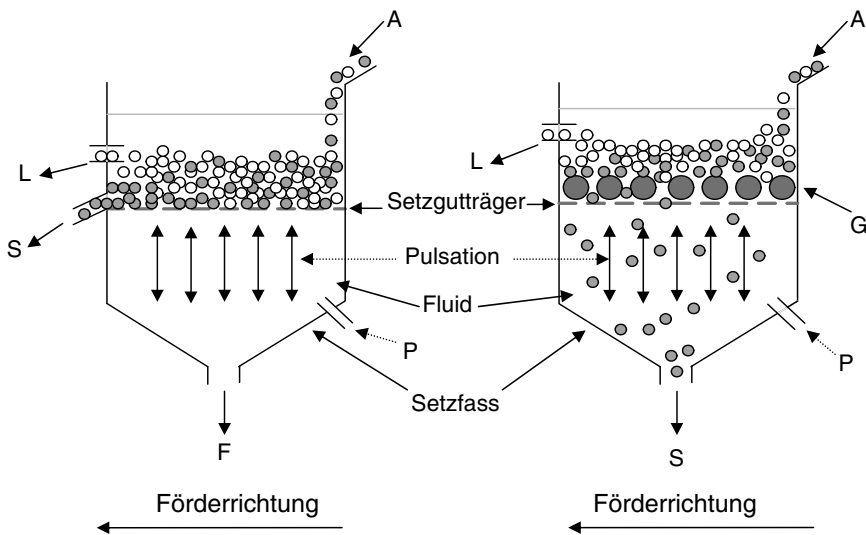 A
A
L
L
Setzgutträger
G
S
Pulsation
Fluid
P
P
Setzfass
F
S
Förderrichtung
Förderrichtung